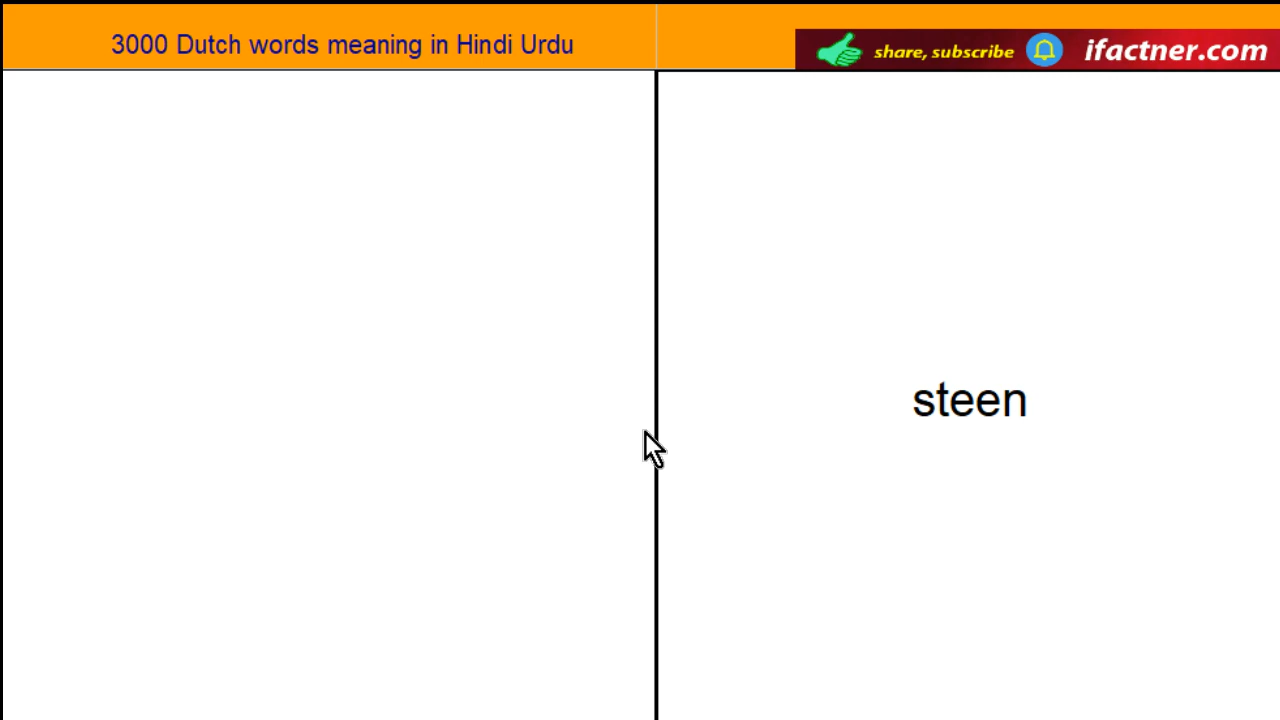 3000 Dutch words meaning in Hindi Urdu
share, subscribe
ifactner.com
steen